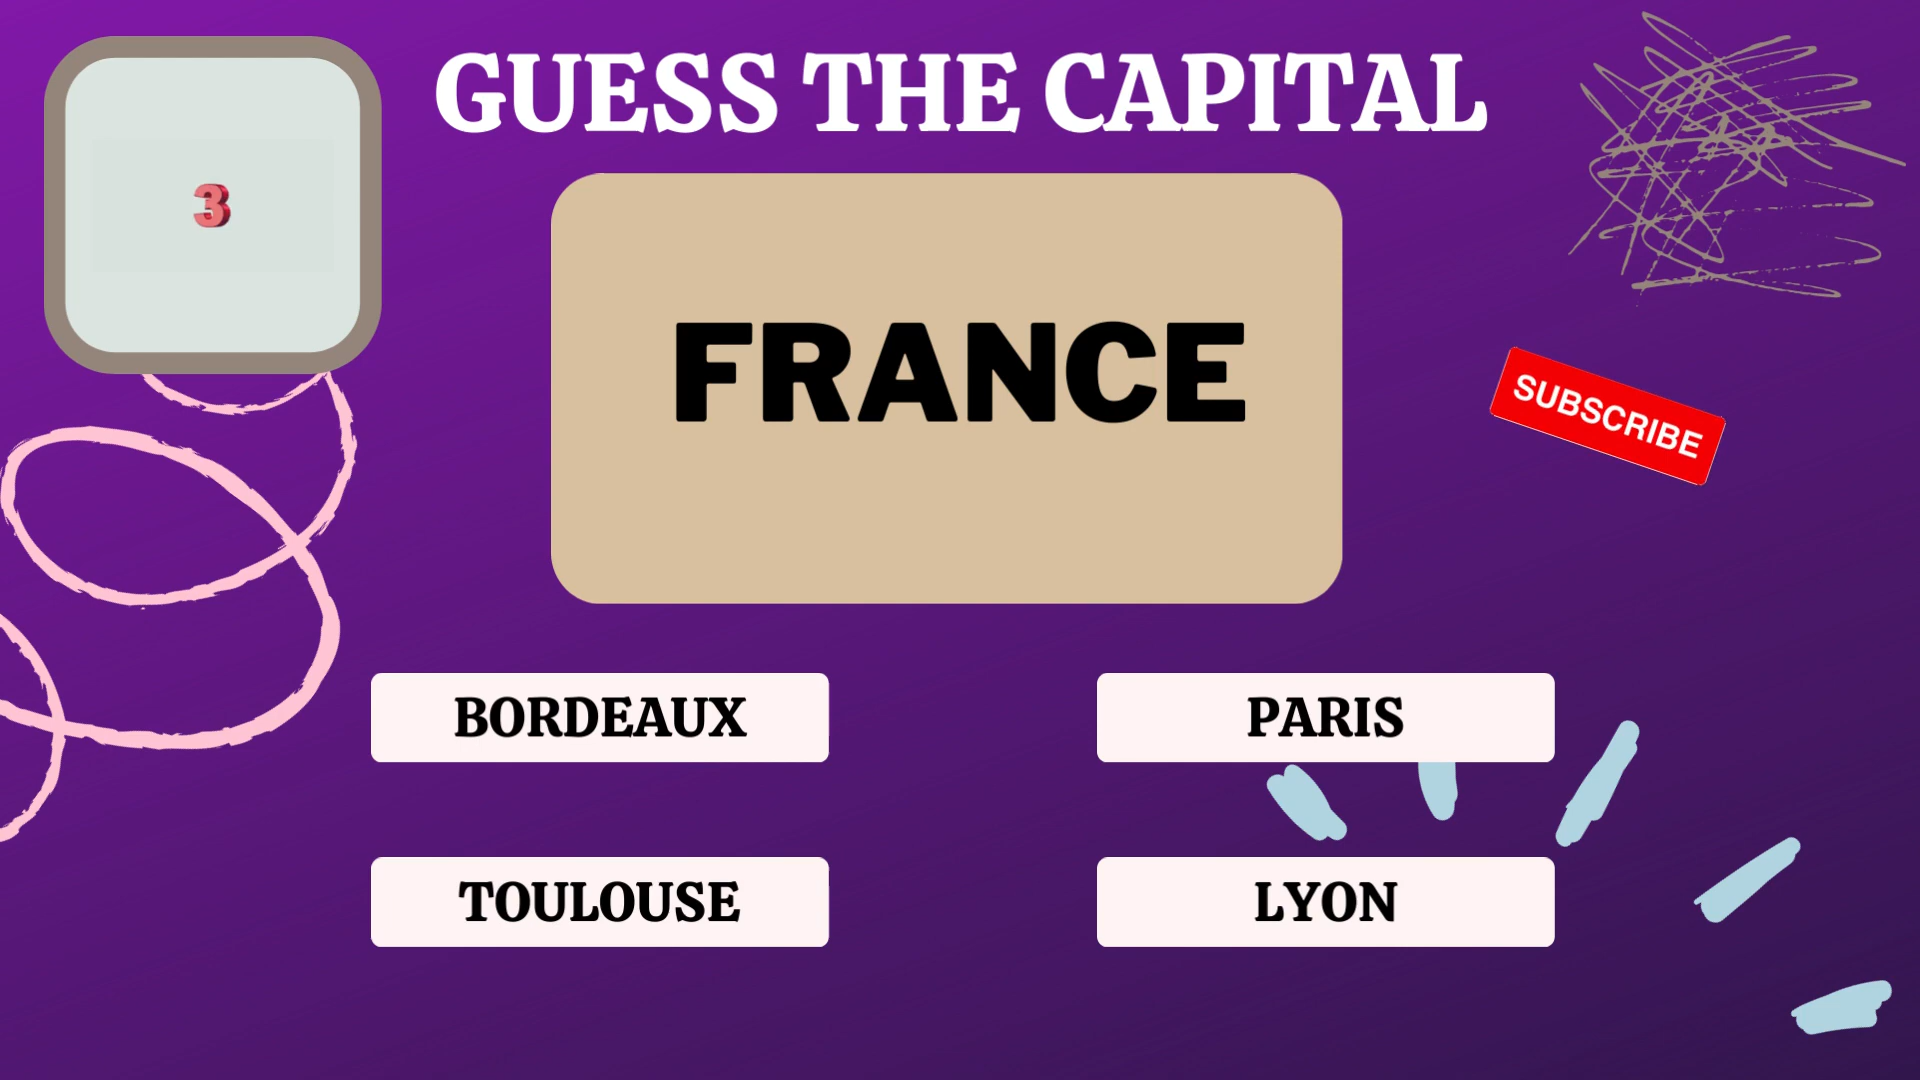 GUESS THE CAPITAL
3
FRANCE
SUBSCRIBE
BORDEAUX
PARIS
TOULOUSE
LYON